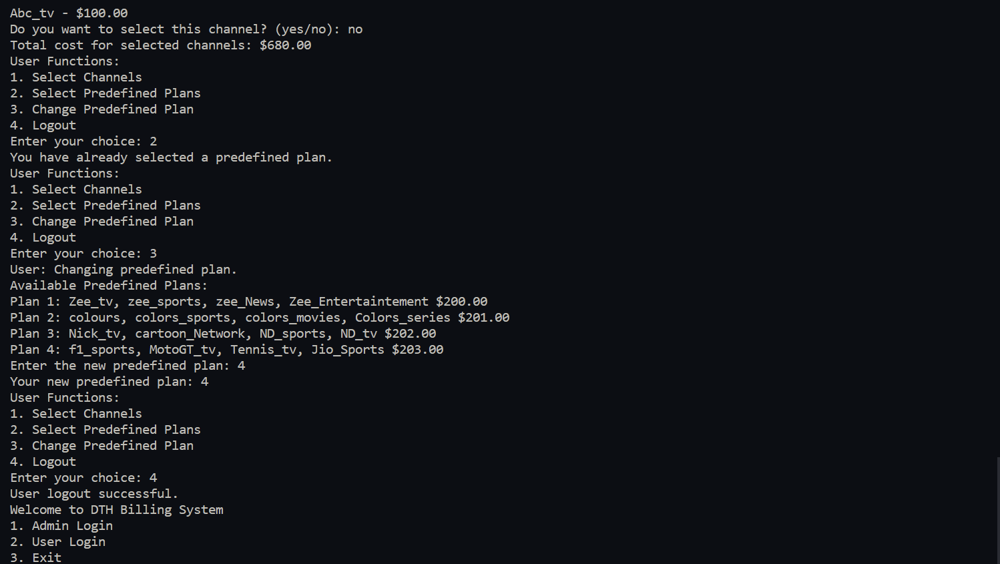 Abc_tv - $100.00
Do you want to select this channel? (yes/no): no
Total cost for selected channels: $680.00
User Functions:
1. Select Channels
2. Select Predefined Plans
3. Change Predefined Plan
4. Logout
Enter your choice: 2
You have already selected a predefined plan.
User Functions:
1. Select Channels
2. Select Predefined Plans
3. Change Predefined Plan
4. Logout
Enter your choice: 3
User: Changing predefined plan.
Available Predefined Plans:
Plan 1: Zee_tv, zee_sports, zee_News, Zee_Entertaintement $200.00
Plan 2: colours, colors_sports, colors_movies, Colors_series $201.00
Plan 3: Nick_tv, cartoon_Network, ND_sports, ND_tv $202.00
Plan 4: f1_sports, MotoGT_tv, Tennis_tv, Jio_Sports $203.00
Enter the new predefined plan: 4
Your new predefined plan: 4
User Functions:
1. Select Channels
2. Select Predefined Plans
3. Change Predefined Plan
4. Logout
Enter your choice: 4
User logout successful.
Welcome to DTH Billing System
1. Admin Login
2. User Login
3. Exit